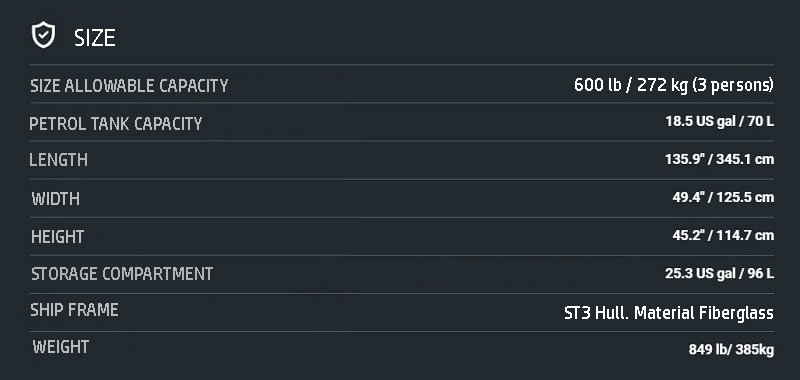 SIZE
SIZE ALLOWABLE CAPACITY 600 lb / 272 kg (3 persons)
PETROL TANK CAPACITY 18.5 US gal / 70 L
LENGTH 135.9" / 345.1 cm
WIDTH 49.4" / 125.5 cm
HEIGHT 45.2" / 114.7 cm
STORAGE COMPARTMENT 25.3 US gal / 96 L
SHIP FRAME ST3 Hull. Material Fiberglass
WEIGHT 849 lb/ 385kg